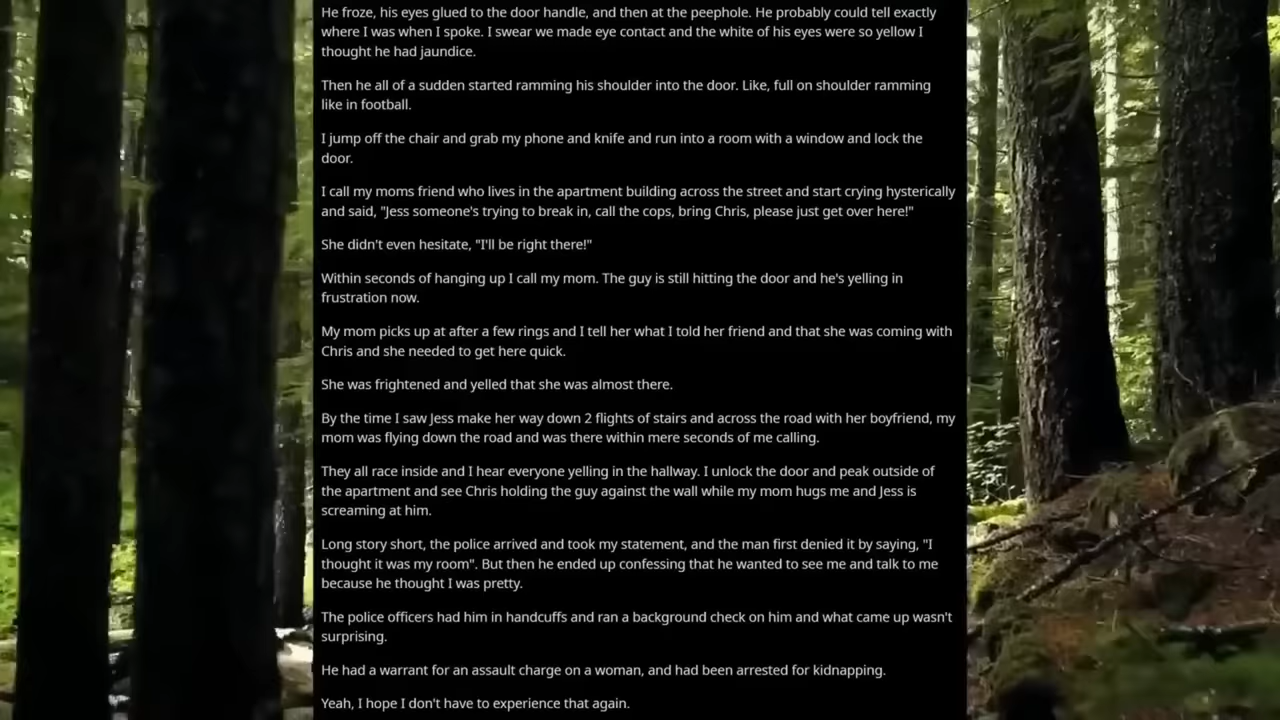 He froze, his eyes glued to the door handle, and then at the peephole. He probably could tell exactly
where I was when I spoke. I swear we made eye contact and the white of his eyes were so yellow I
thought he had jaundice.
Then he all of a sudden started ramming his shoulder into the door. Like, full on shoulder ramming
like in football.
I jump off the chair and grab my phone and knife and run into a room with a window and lock the
door.
I call my moms friend who lives in the apartment building across the street and start crying hysterically
and said, "Jess someone's trying to break in, call the cops, bring Chris, please just get over here!"
She didn't even hesitate, "I'll be right there!"
Within seconds of hanging up I call my mom. The guy is still hitting the door and he's yelling in
frustration now.
My mom picks up at after a few rings and I tell her what I told her friend and that she was coming with
Chris and she needed to get here quick.
She was frightened and yelled that she was almost there.
By the time I saw Jess make her way down 2 flights of stairs and across the road with her boyfriend, my
mom was flying down the road and was there within mere seconds of me calling.
They all race inside and I hear everyone yelling in the hallway. I unlock the door and peak outside of
the apartment and see Chris holding the guy against the wall while my mom hugs me and Jess is
screaming at him.
Long story short, the police arrived and took my statement, and the man first denied it by saying, "I
thought it was my room". But then he ended up confessing that he wanted to see me and talk to me
because he thought I was pretty.
The police officers had him in handcuffs and ran a background check on him and what came up wasn't
surprising.
He had a warrant for an assault charge on a woman, and had been arrested for kidnapping.
Yeah, I hope I don't have to experience that again.